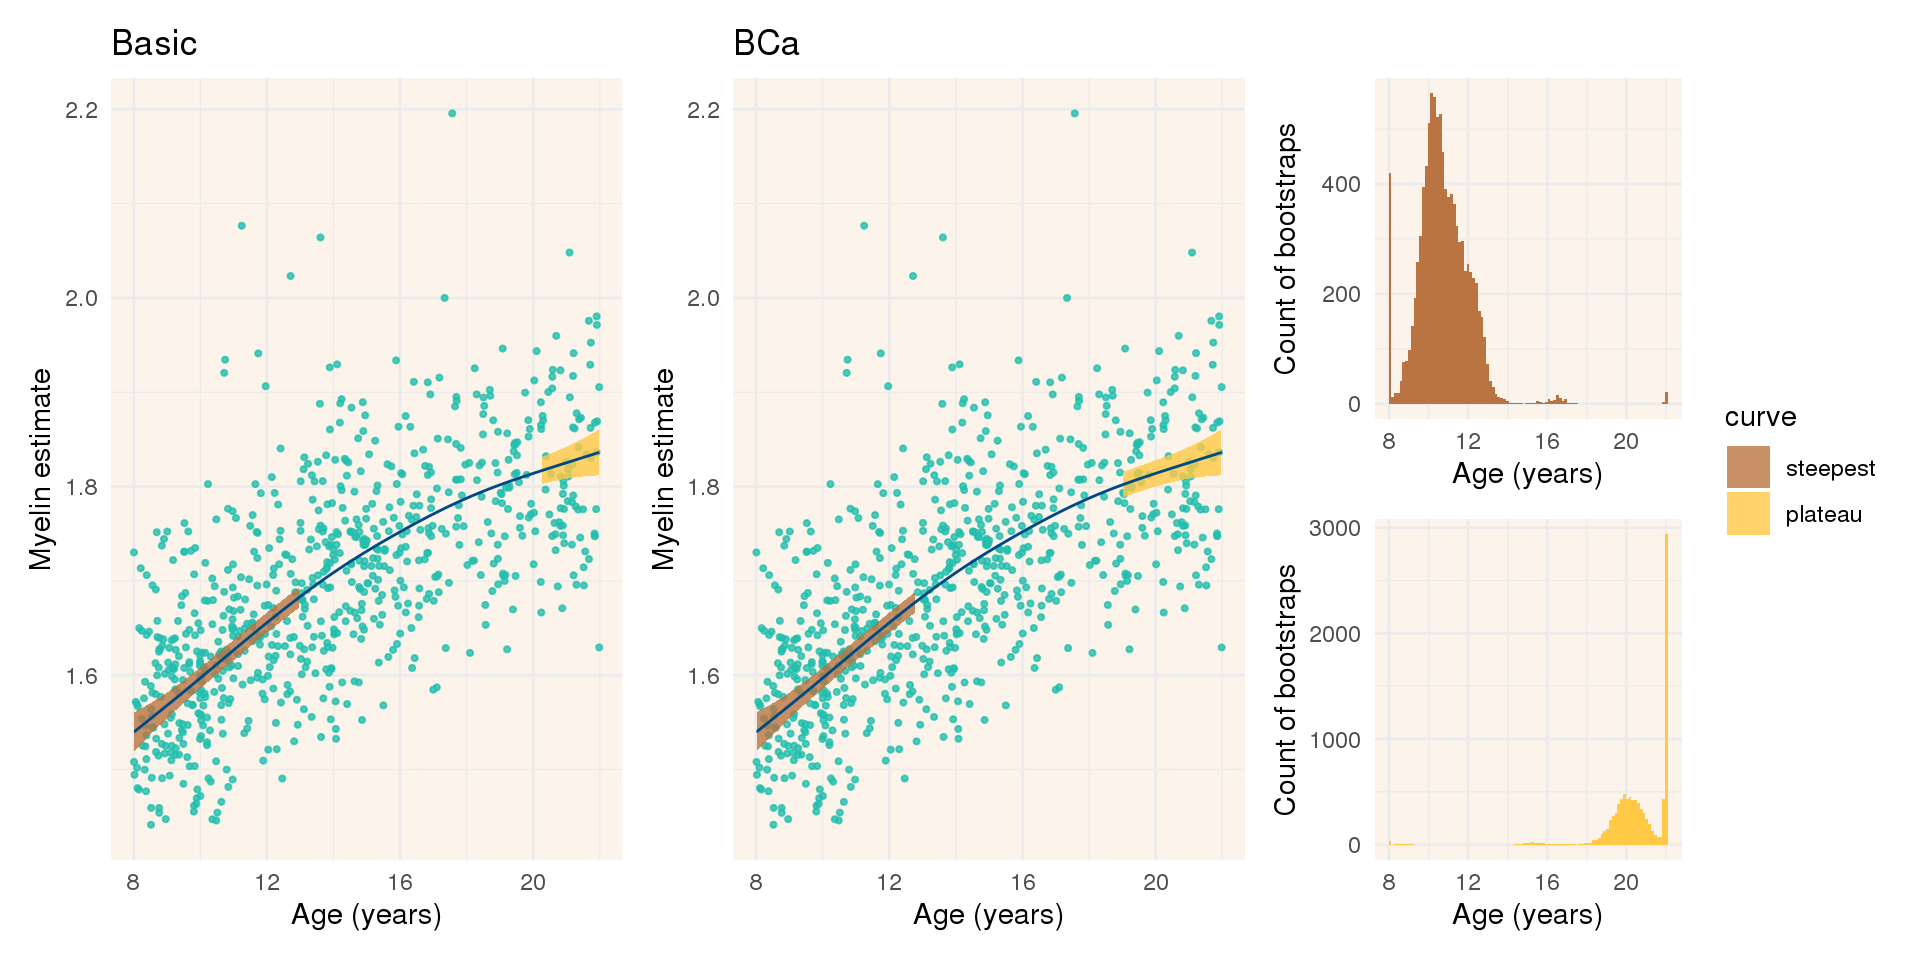 Basic
Myelin estimate
2.2
2.0
1.8
1.6
8 12 16 20
Age (years)
BCa
Myelin estimate
2.2
2.0
1.8
1.6
8 12 16 20
Age (years)
Count of bootstraps
400
200
0
8 12 16 20
Age (years)
Count of bootstraps
3000
2000
1000
0
8 12 16 20
Age (years)
curve
steepest
plateau